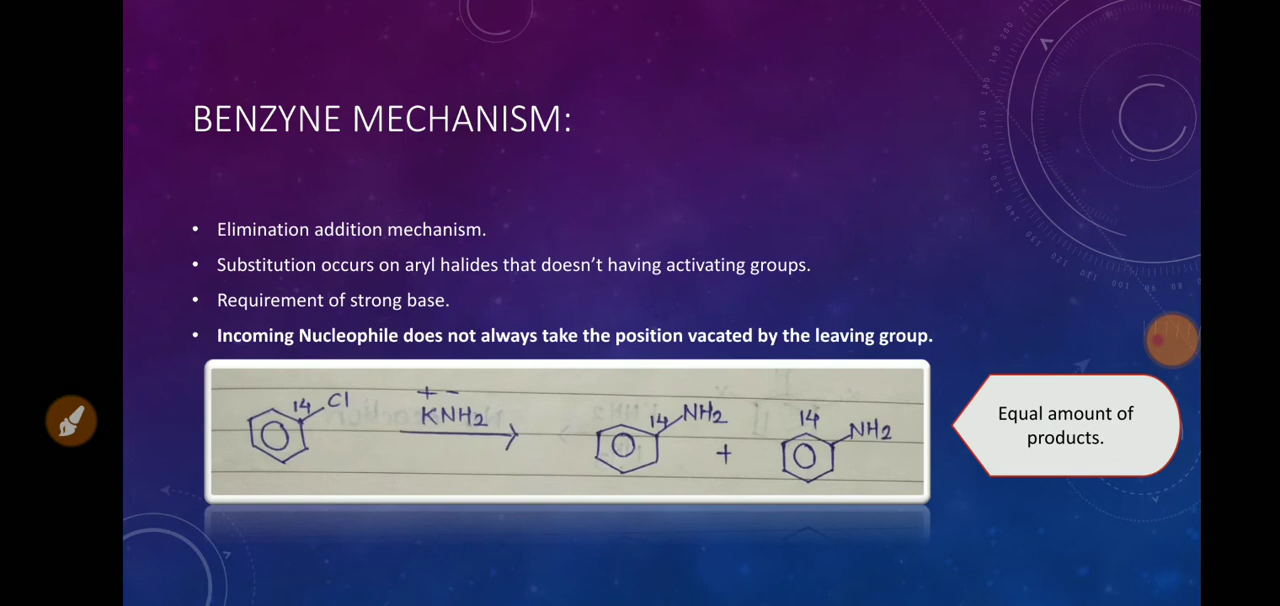 BENZYNE MECHANISM:
• Elimination addition mechanism.
• Substitution occurs on aryl halides that doesn't having activating groups.
• Requirement of strong base.
• Incoming Nucleophile does not always take the position vacated by the leaving group.
14 Cl
+ -
KNH2
14 NH2
+
14
NH2
Equal amount of
products.